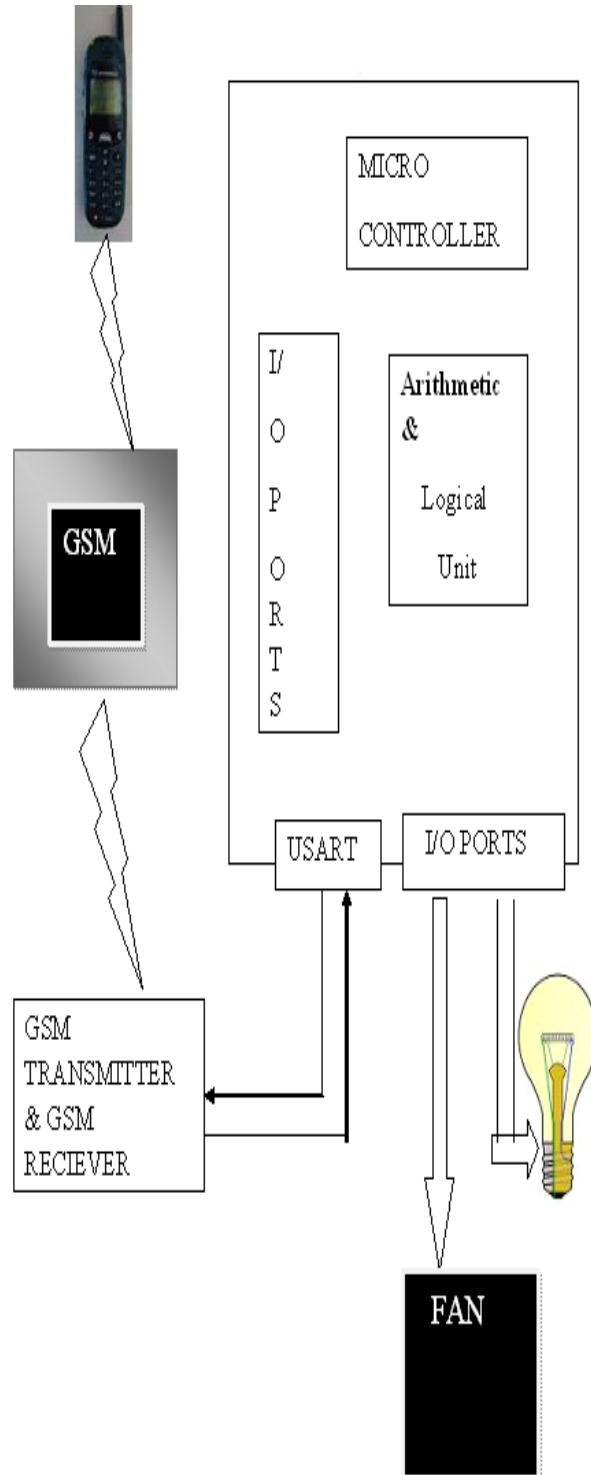 MICRO
CONTROLLER
I/
O
P
O
R
T
S
Arithmetic
&
Logical
Unit
GSM
USART
I/O PORTS
GSM
TRANSMITTER
& GSM
RECIEVER
FAN